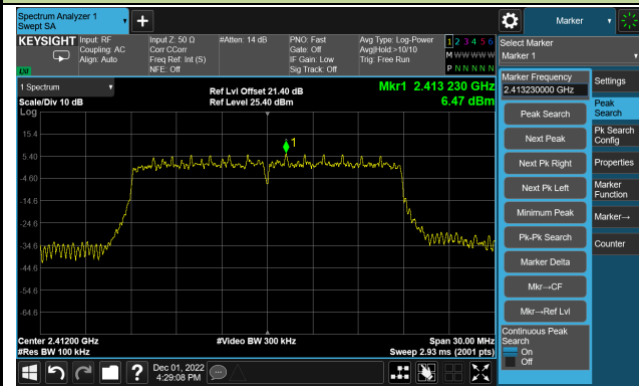 Spectrum Analyzer 1
Swept SA
Marker
KEYSIGHT
Input: RF
Coupling: AC
Align: Auto
Input Z: 50 Ω
Corr CCorr
Freq Ref: Int (S)
NFE: Off
#Atten: 14 dB
PNO: Fast
Gate: Off
IF Gain: Low
Sig Track: Off
Avg Type: Log-Power
Avg|Hold:>10/10
Trig: Free Run
1 2 3 4 5 6
M W W W W W
P N N N N N
Select Marker
Marker 1
1 Spectrum
Scale/Div 10 dB
Log
Ref Lvl Offset 21.40 dB
Ref Level 25.40 dBm
Mkr1 2.413 230 GHz
6.47 dBm
Marker Frequency
2.413230000 GHz
Settings
Peak Search
Peak
Search
Next Peak
Pk Search
Config
Next Pk Right
Properties
Next Pk Left
Marker
Function
Minimum Peak
Marker→
Pk-Pk Search
Counter
Marker Delta
Mkr→CF
Mkr→Ref Lvl
Continuous Peak
Search
On
Off
15.4
5.40
-4.60
-14.6
-24.6
-34.6
-44.6
-54.6
-64.6
1
Center 2.41200 GHz
#Res BW 100 kHz
#Video BW 300 kHz
Span 30.00 MHz
Sweep 2.93 ms (2001 pts)
Dec 01, 2022
4:29:08 PM